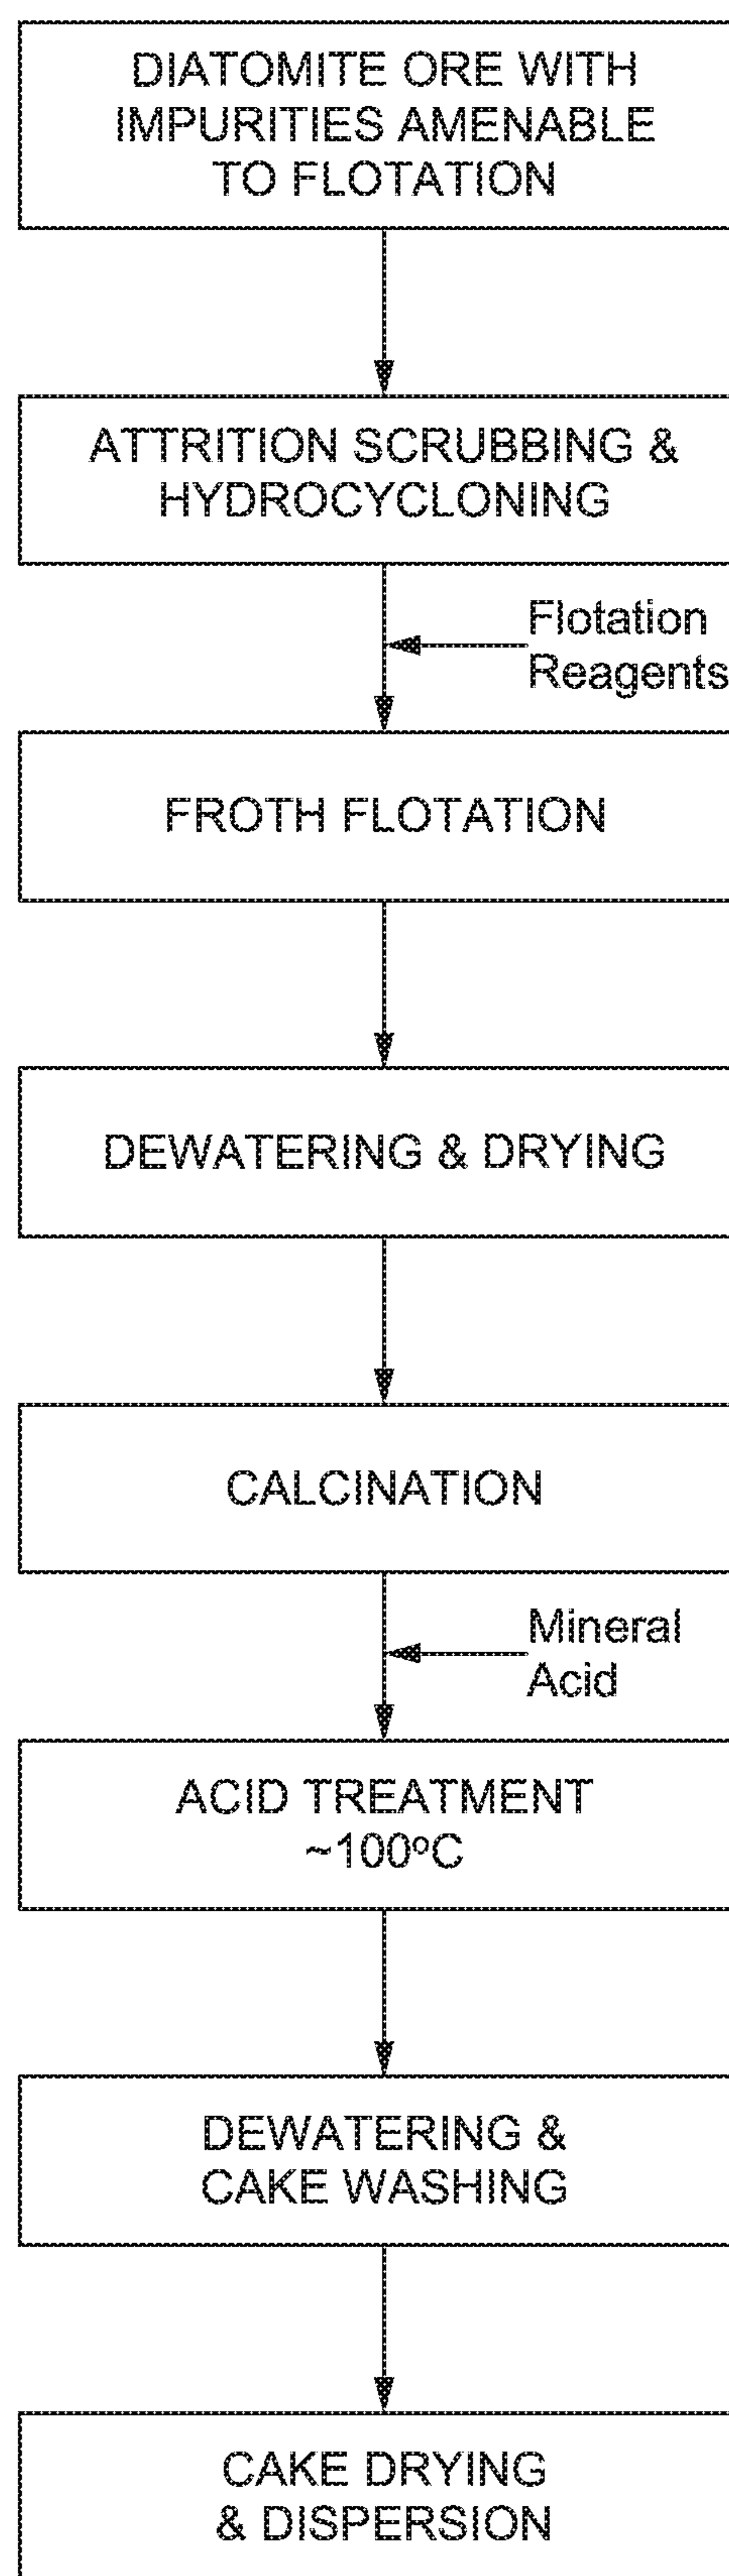 DIATOMITE ORE WITH
IMPURITIES AMENABLE
TO FLOTATION
ATTRITION SCRUBBING &
HYDROCYCLONING
Flotation
Reagents
FROTH FLOTATION
DEWATERING & DRYING
CALCINATION
Mineral
Acid
ACID TREATMENT
~100°C
DEWATERING &
CAKE WASHING
CAKE DRYING
& DISPERSION